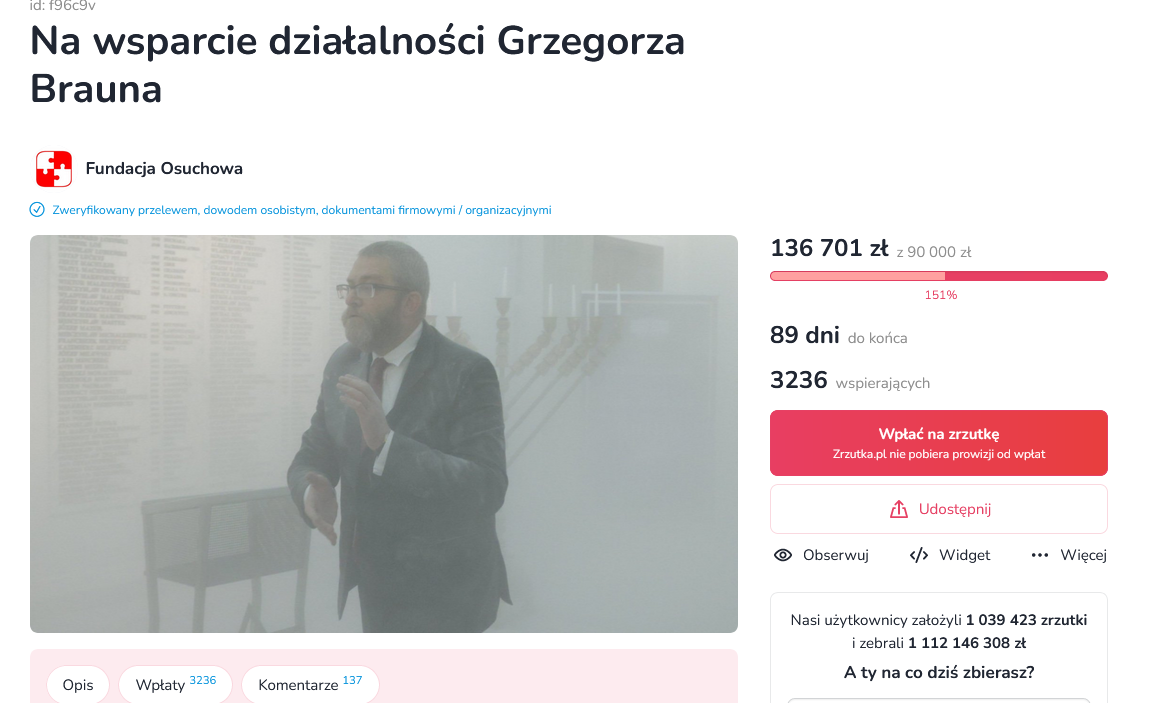 id: f96c9v
Na wsparcie działalności Grzegorza
Brauna
Fundacja Osuchowa
Zweryfikowany przelewem, dowodem osobistym, dokumentami firmowymi / organizacyjnymi
136 701 zł z 90 000 zł
151%
89 dni do końca
3236 wspierających
Wpłać na zrzutkę
Zrzutka.pl nie pobiera prowizji od wpłat
Udostępnij
Obserwuj Widget Więcej
Nasi użytkownicy założyli 1 039 423 zrzutki
i zebrali 1 112 146 308 zł
A ty na co dziś zbierasz?
Opis Wpłaty 3236 Komentarze 137